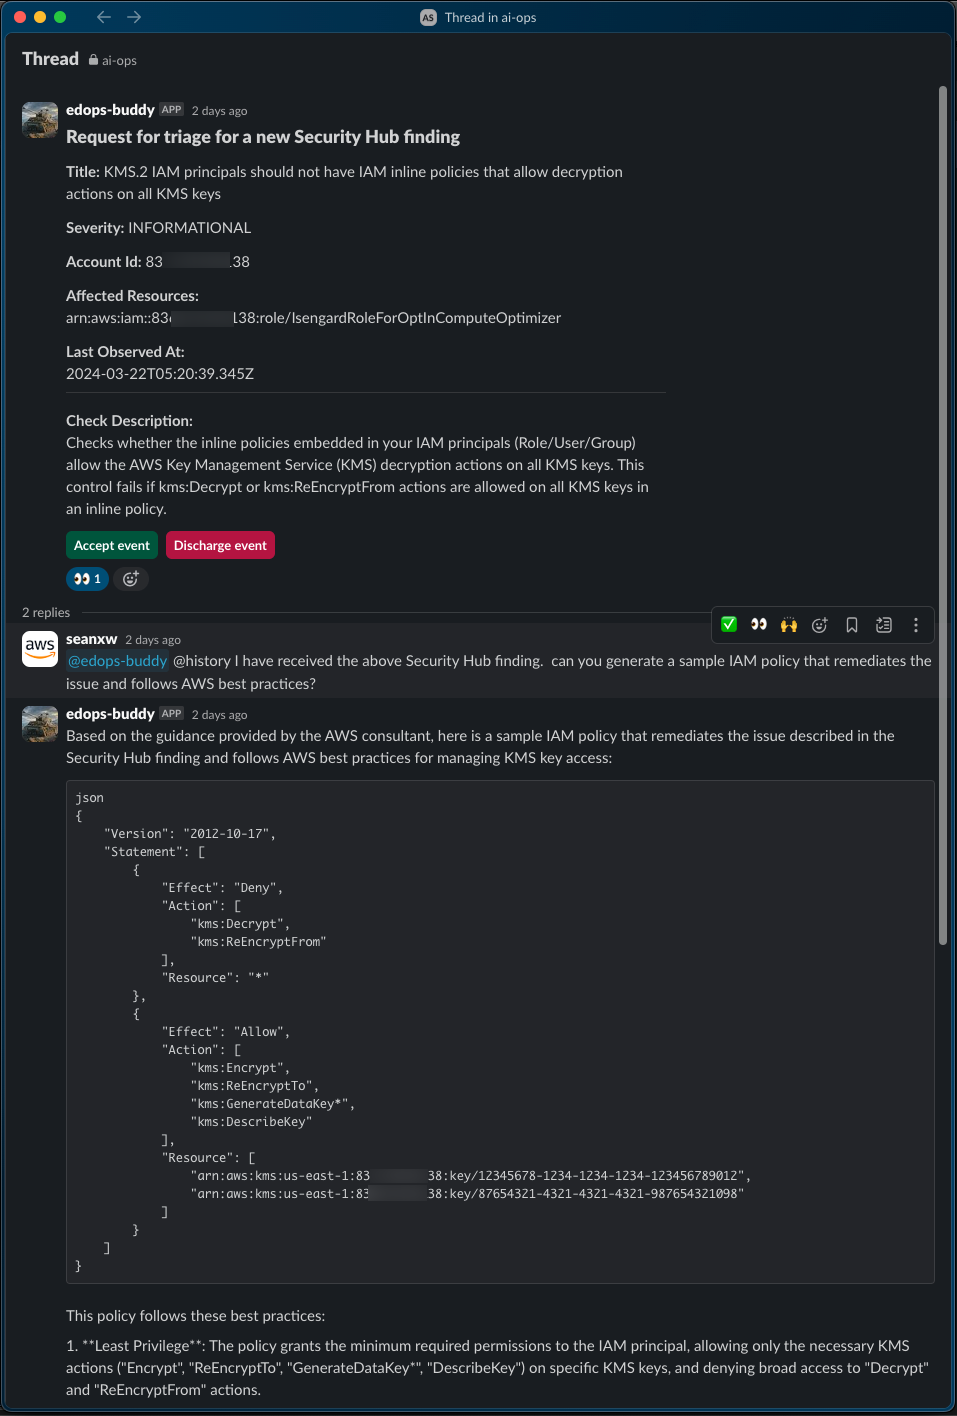 AS Thread in ai-ops
Thread ai-ops
edops-buddy APP 2 days ago
Request for triage for a new Security Hub finding
Title: KMS.2 IAM principals should not have IAM inline policies that allow decryption
actions on all KMS keys
Severity: INFORMATIONAL
Account Id: 83 38
Affected Resources:
arn:aws:iam::83 138:role/IsengardRoleForOptInComputeOptimizer
Last Observed At:
2024-03-22T05:20:39.345Z
Check Description:
Checks whether the inline policies embedded in your IAM principals (Role/User/Group)
allow the AWS Key Management Service (KMS) decryption actions on all KMS keys. This
control fails if kms:Decrypt or kms:ReEncryptFrom actions are allowed on all KMS keys in
an inline policy.
Accept event Discharge event
👀 1
2 replies
aws
seanxw 2 days ago
@edops-buddy @history I have received the above Security Hub finding.  can you generate a sample IAM policy that remediates the
issue and follows AWS best practices?
edops-buddy APP 2 days ago
Based on the guidance provided by the AWS consultant, here is a sample IAM policy that remediates the issue described in the
Security Hub finding and follows AWS best practices for managing KMS key access:
json
{
    "Version": "2012-10-17",
    "Statement": [
        {
            "Effect": "Deny",
            "Action": [
                "kms:Decrypt",
                "kms:ReEncryptFrom"
            ],
            "Resource": "*"
        },
        {
            "Effect": "Allow",
            "Action": [
                "kms:Encrypt",
                "kms:ReEncryptTo",
                "kms:GenerateDataKey*",
                "kms:DescribeKey"
            ],
            "Resource": [
                "arn:aws:kms:us-east-1:83 38:key/12345678-1234-1234-1234-123456789012",
                "arn:aws:kms:us-east-1:83 38:key/87654321-4321-4321-4321-987654321098"
            ]
        }
    ]
}
This policy follows these best practices:
1. **Least Privilege**: The policy grants the minimum required permissions to the IAM principal, allowing only the necessary KMS
actions ("Encrypt", "ReEncryptTo", "GenerateDataKey*", "DescribeKey") on specific KMS keys, and denying broad access to "Decrypt"
and "ReEncryptFrom" actions.